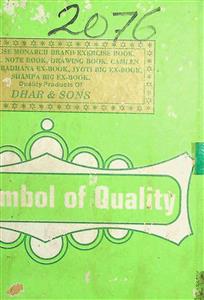 2076
SE MONARCH BRAND EXERCISE BOOK,
NOTE BOOK, DRAWING BOOK, CAMLEN
RADHANA EX-BOOK, JYOTI BIG EX-BOOK,
SHAMPA BIG EX-BOOK.
Quality Products Of
DHAR & SONS
mbol of Quality